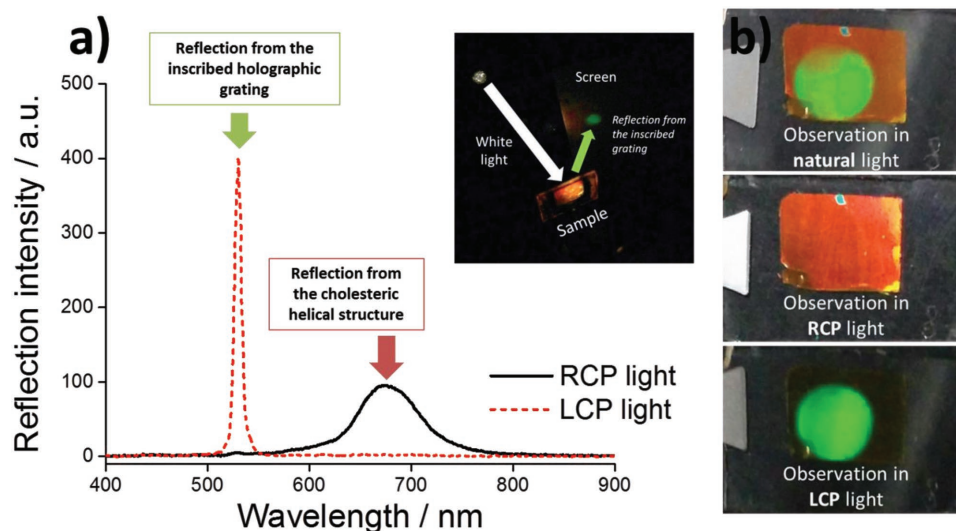 a)
Reflection from the
inscribed holographic
grating
Reflection from
the cholesteric
helical structure
Reflection intensity / a.u.
500
400
300
200
100
0
400
500
600
700
800
900
Wavelength / nm
RCP light
LCP light
Screen
White
light
Reflection from
the inscribed
grating
Sample
b)
Observation in
natural light
Observation in
RCP light
Observation in
LCP light